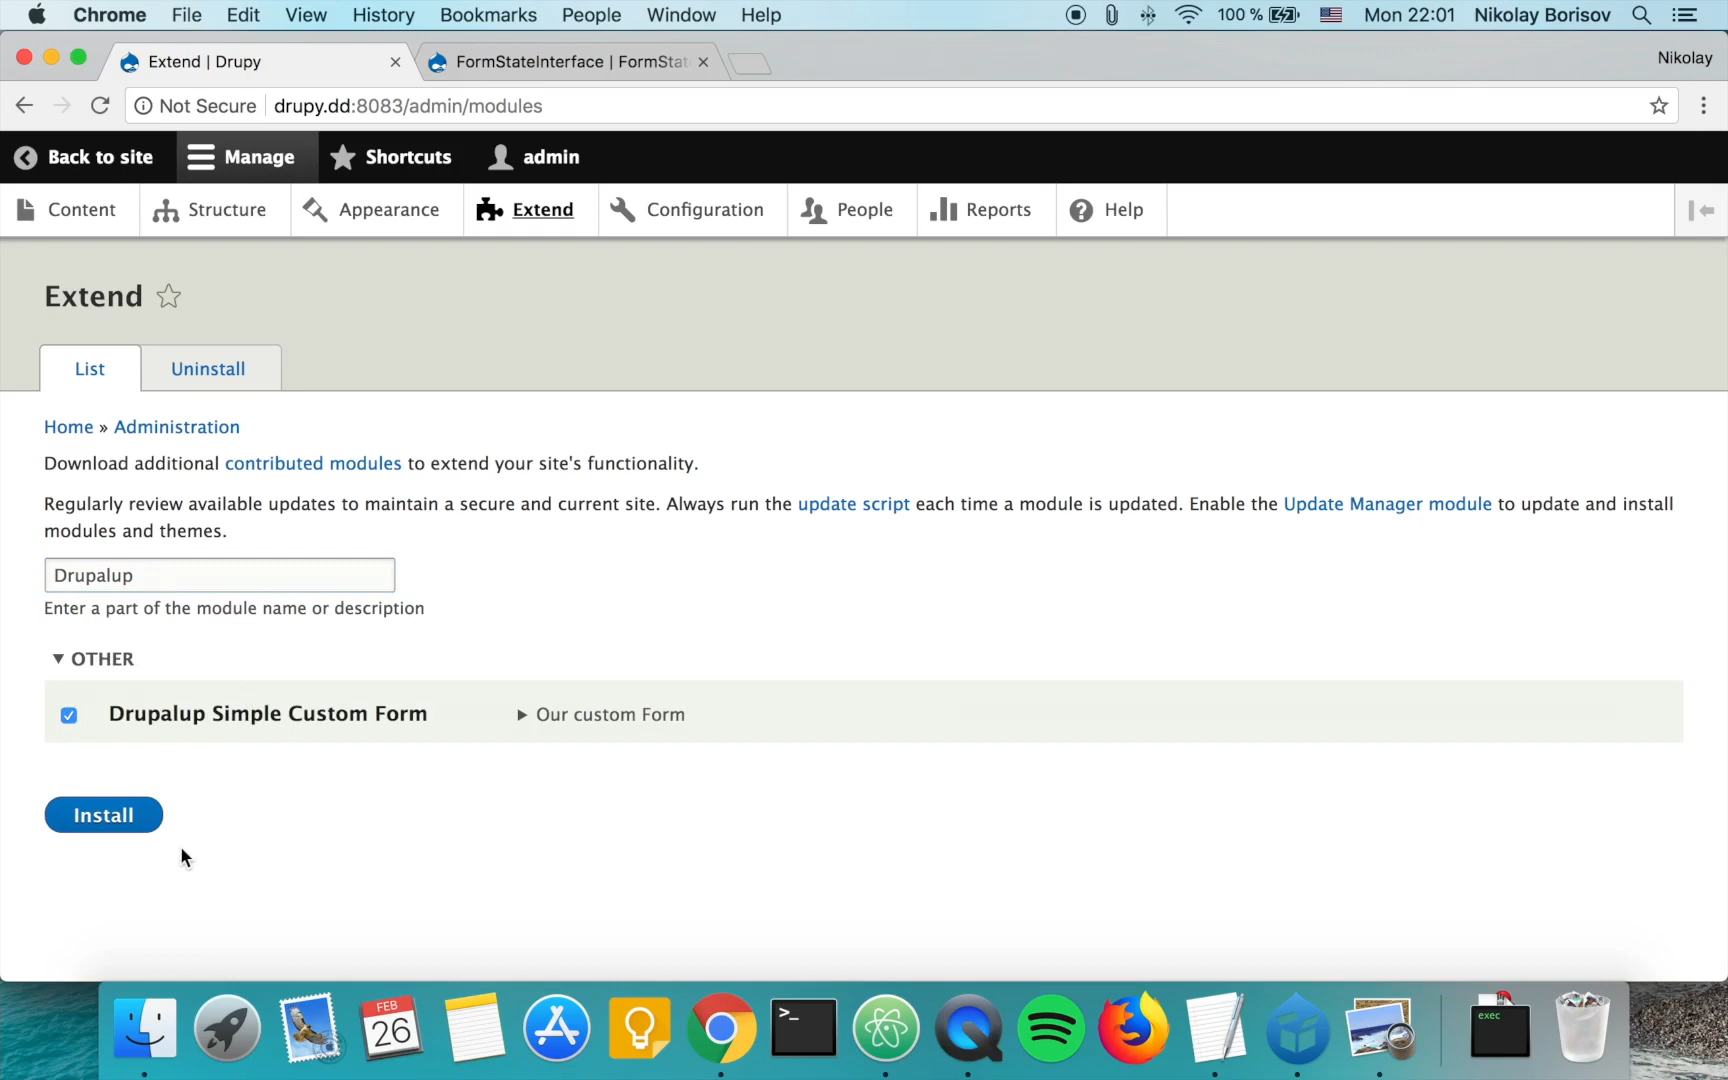 Chrome File Edit View History Bookmarks People Window Help 100 % Mon 22:01 Nikolay Borisov
Extend | Drupy FormStateInterface | FormStat Nikolay
Not Secure drupy.dd:8083/admin/modules
Back to site Manage Shortcuts admin
Content Structure Appearance Extend Configuration People Reports Help
Extend
List Uninstall
Home » Administration
Download additional contributed modules to extend your site's functionality.
Regularly review available updates to maintain a secure and current site. Always run the update script each time a module is updated. Enable the Update Manager module to update and install
modules and themes.
Drupalup
Enter a part of the module name or description
▼ OTHER
Drupalup Simple Custom Form ▶ Our custom Form
Install
FEB
26
>_
exec